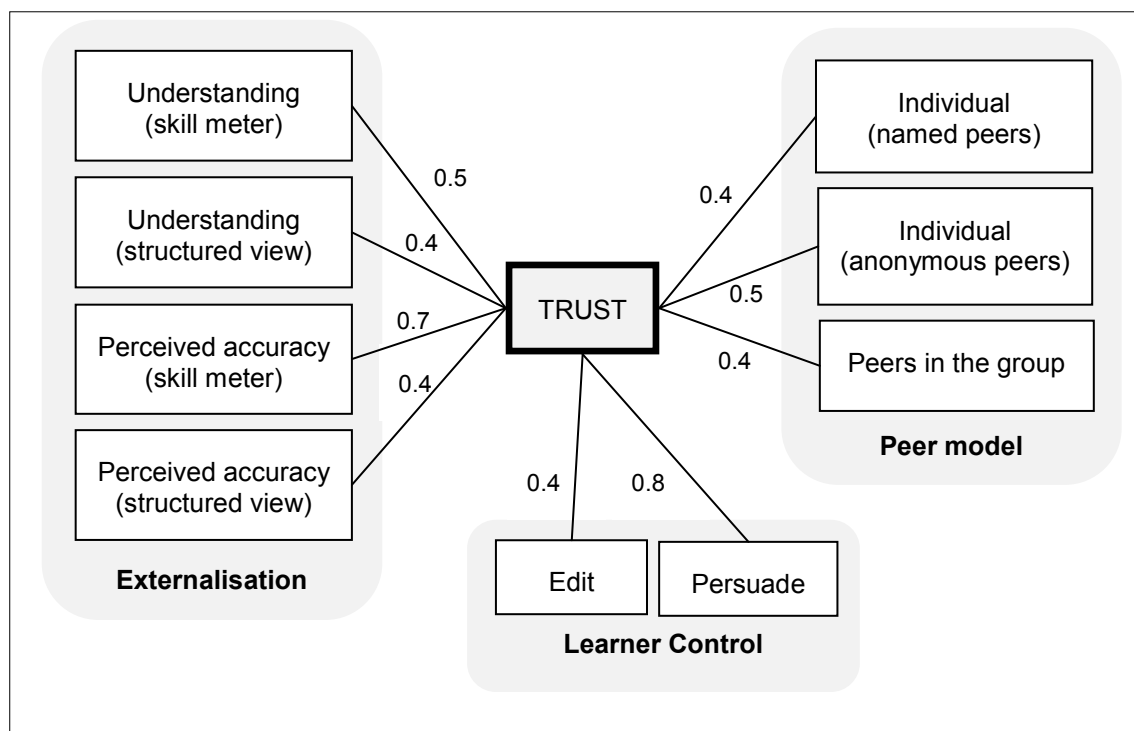 Understanding
(skill meter)
Understanding
(structured view)
Perceived accuracy
(skill meter)
Perceived accuracy
(structured view)
Externalisation
0.5
0.4
0.7
0.4
TRUST
0.4
0.8
Edit
Persuade
Learner Control
0.4
0.5
0.4
Individual
(named peers)
Individual
(anonymous peers)
Peers in the group
Peer model